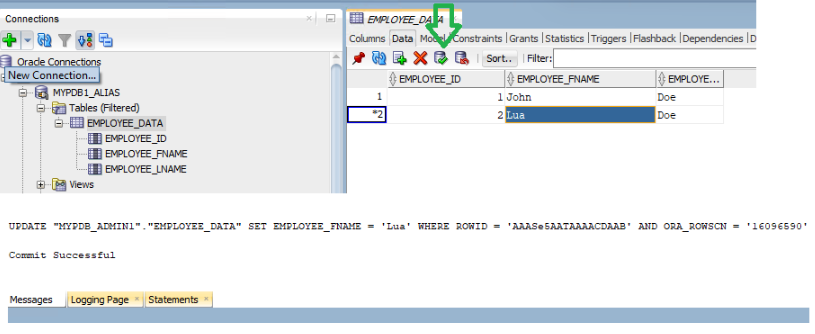 Connections
Oracle Connections
New Connection...
MYPDB1_ALIAS
Tables (Filtered)
EMPLOYEE_DATA
EMPLOYEE_ID
EMPLOYEE_FNAME
EMPLOYEE_LNAME
Views
EMPLOYEE_DATA
Columns Data Model Constraints Grants Statistics Triggers Flashback Dependencies D
Sort.. Filter:
EMPLOYEE_ID EMPLOYEE_FNAME EMPLOYE...
1 1 John Doe
*2 2 Lua Doe
UPDATE "MYPDB_ADMIN1"."EMPLOYEE_DATA" SET EMPLOYEE_FNAME = 'Lua' WHERE ROWID = 'AAASe5AATAAAACDAAB' AND ORA_ROWSCN = '16096590'
Commit Successful
Messages Logging Page Statements